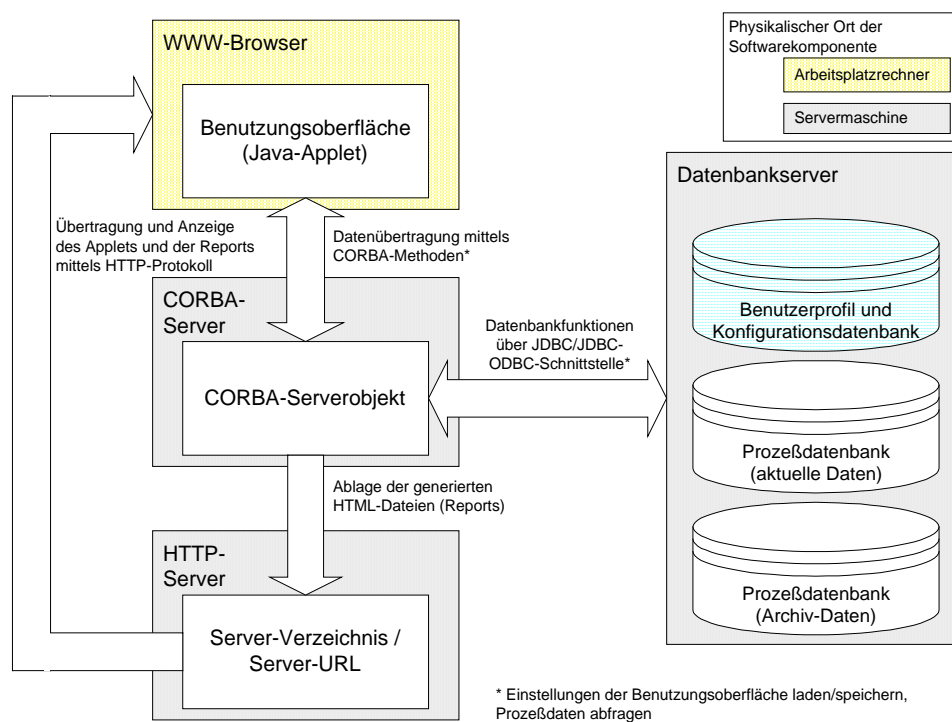 WWW-Browser
Benutzungsoberfläche
(Java-Applet)
Physikalischer Ort der
Softwarekomponente
Arbeitsplatzrechner
Servermaschine
Übertragung und Anzeige
des Applets und der Reports
mittels HTTP-Protokoll
Datenübertragung mittels
CORBA-Methoden*
CORBA-
Server
CORBA-Serverobjekt
Datenbankfunktionen
über JDBC/JDBC-
ODBC-Schnittstelle*
Datenbankserver
Benutzerprofil und
Konfigurationsdatenbank
Prozeßdatenbank
(aktuelle Daten)
Prozeßdatenbank
(Archiv-Daten)
Ablage der generierten
HTML-Dateien (Reports)
HTTP-
Server
Server-Verzeichnis /
Server-URL
* Einstellungen der Benutzungsoberfläche laden/speichern,
Prozeßdaten abfragen